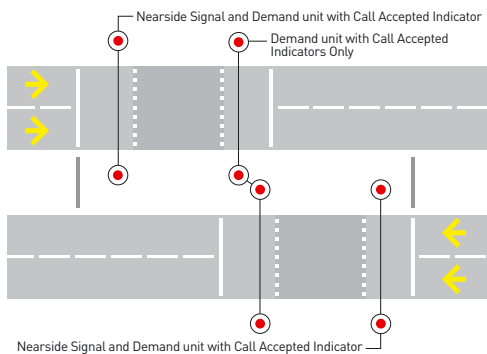 Nearside Signal and Demand unit with Call Accepted Indicator
Demand unit with Call Accepted
Indicators Only
Nearside Signal and Demand unit with Call Accepted Indicator